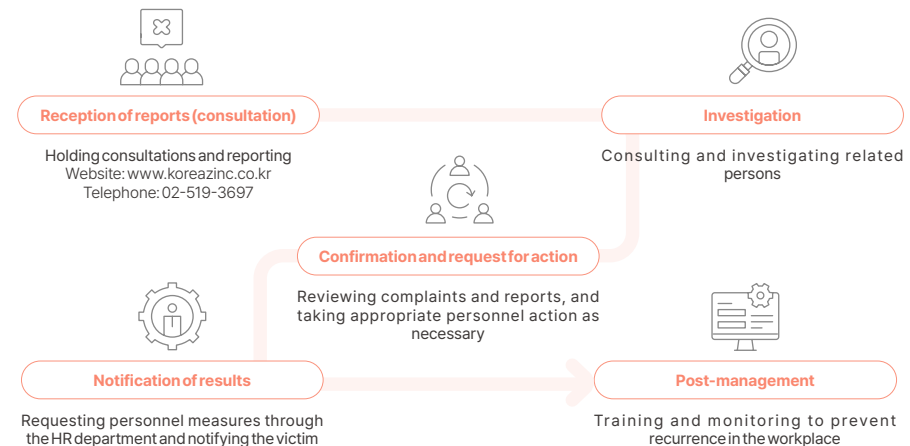 Reception of reports (consultation)
Holding consultations and reporting
Website: www.koreazinc.co.kr
Telephone: 02-519-3697
Investigation
Consulting and investigating related
persons
Confirmation and request for action
Reviewing complaints and reports, and
taking appropriate personnel action as
necessary
Notification of results
Requesting personnel measures through
the HR department and notifying the victim
Post-management
Training and monitoring to prevent
recurrence in the workplace